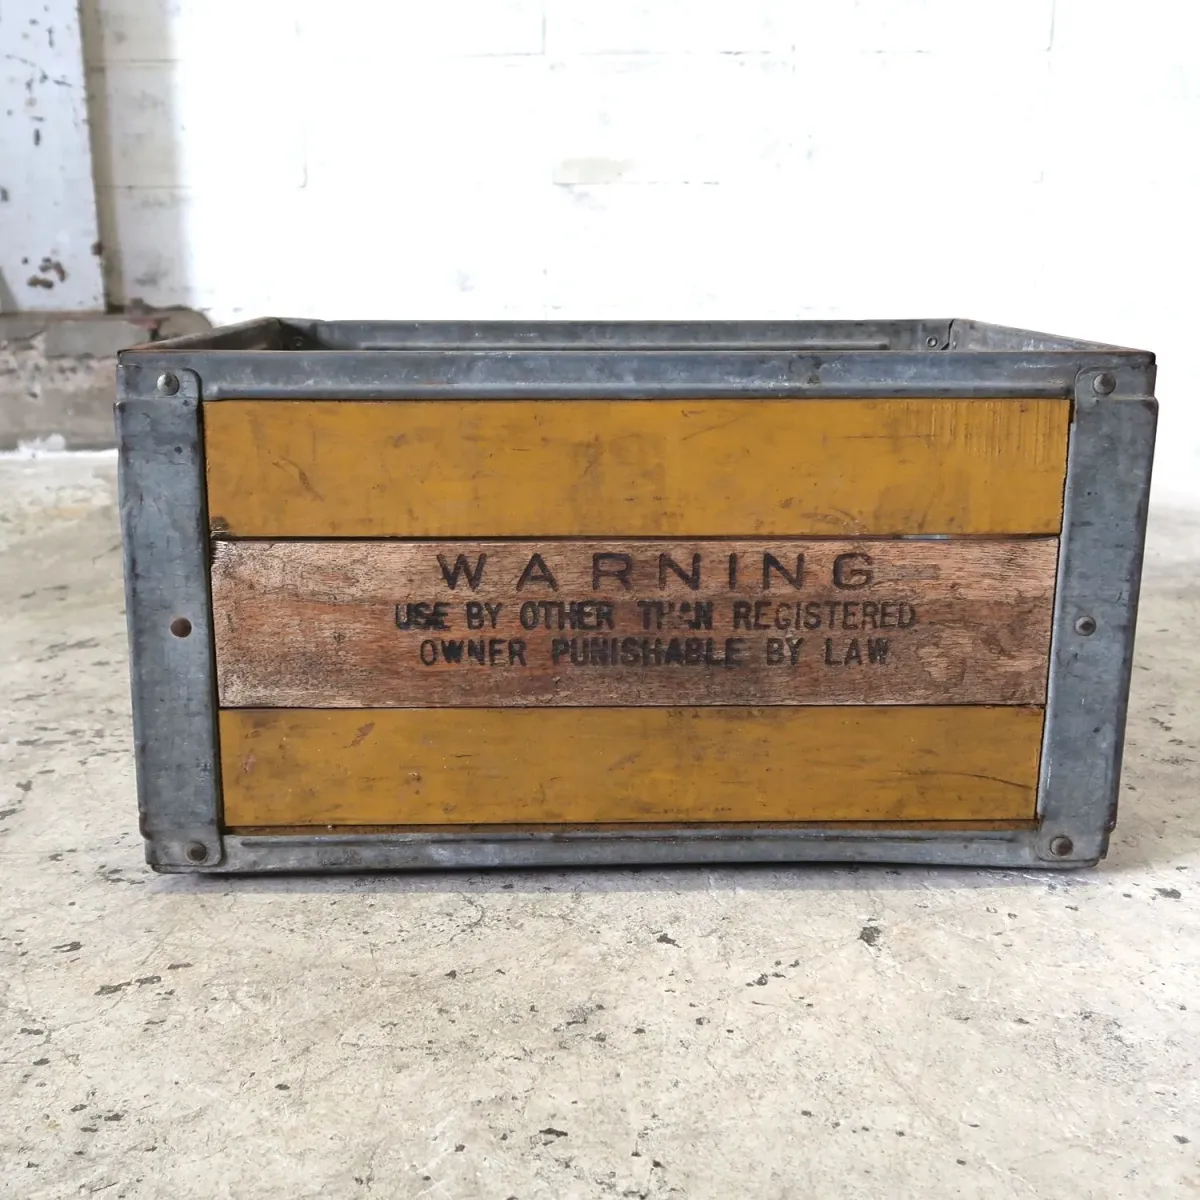 WARNING
USE BY OTHER THAN REGISTERED
OWNER PUNISHABLE BY LAW